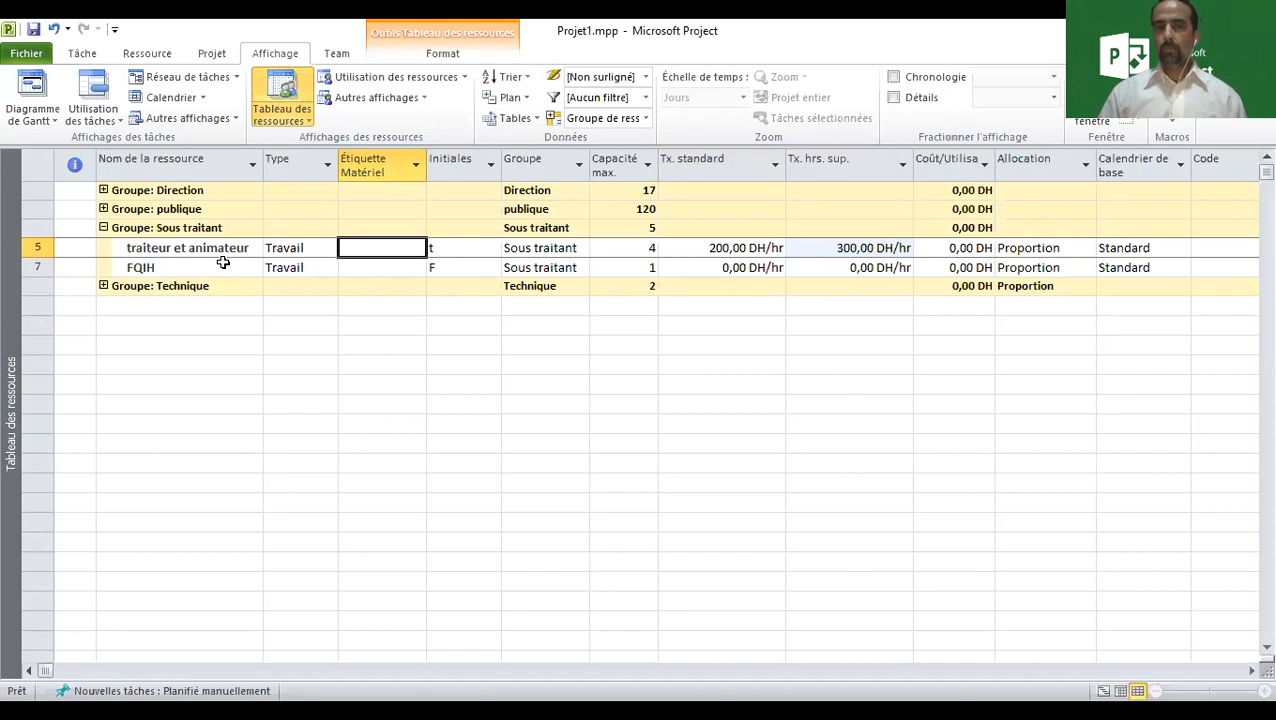 Outils Tableau des ressources
Projet1.mpp - Microsoft Project
Fichier
Tâche
Ressource
Projet
Affichage
Team
Format
Diagramme de Gantt
Utilisation des tâches
Réseau de tâches
Calendrier
Autres affichages
Affichages des tâches
Tableau des ressources
Utilisation des ressources
Autres affichages
Affichages des ressources
Trier
Plan
Tables
[Non surligné]
[Aucun filtre]
Groupe de ress
Données
Échelle de temps :
Jours
Zoom
Projet entier
Tâches sélectionnées
Zoom
Chronologie
Détails
Fractionner l'affichage
fenêtre
Fenêtre
Macros
Nom de la ressource Type Étiquette Matériel Initiales Groupe Capacité max. Tx. standard Tx. hrs. sup. Coût/Utilisa Allocation Calendrier de base Code
Groupe: Direction Direction 17 0,00 DH
Groupe: publique publique 120 0,00 DH
Groupe: Sous traitant Sous traitant 5 0,00 DH
5 traiteur et animateur Travail t Sous traitant 4 200,00 DH/hr 300,00 DH/hr 0,00 DH Proportion Standard
7 FQIH Travail F Sous traitant 1 0,00 DH/hr 0,00 DH/hr 0,00 DH Proportion Standard
Groupe: Technique Technique 2 0,00 DH Proportion
Tableau des ressources
Prêt
Nouvelles tâches : Planifié manuellement